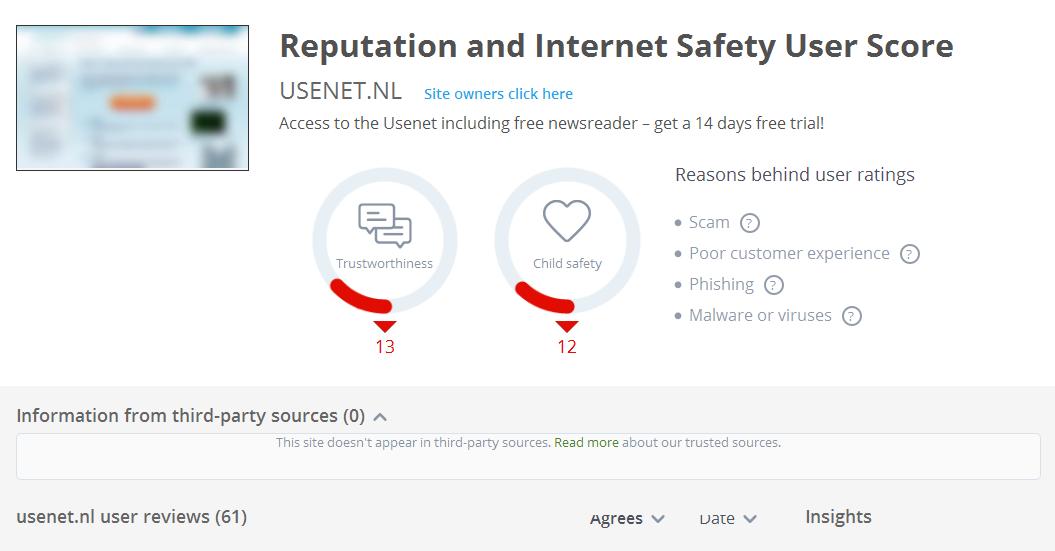 Reputation and Internet Safety User Score
USENET.NL Site owners click here
Access to the Usenet including free newsreader – get a 14 days free trial!
Reasons behind user ratings
Trustworthiness
13
Child safety
12
• Scam ?
• Poor customer experience ?
• Phishing ?
• Malware or viruses ?
Information from third-party sources (0)
This site doesn't appear in third-party sources. Read more about our trusted sources.
usenet.nl user reviews (61)
Agrees
Date
Insights